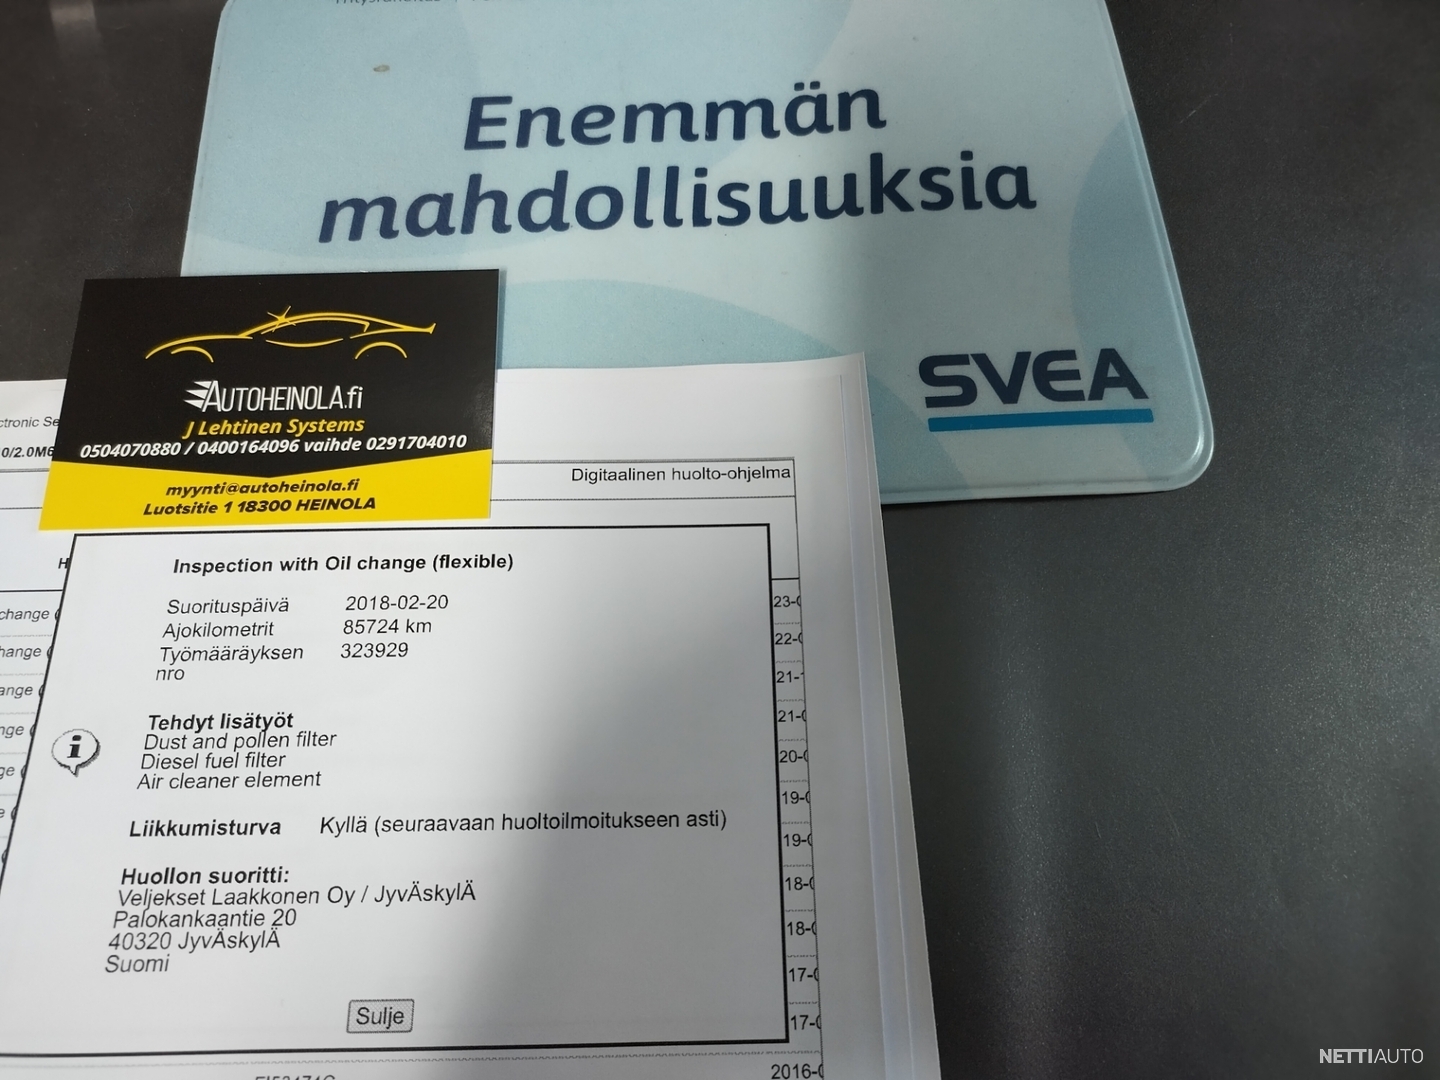 Enemmän
mahdollisuuksia
SVEA
AUTOHEINOLA.fi
J Lehtinen Systems
0504070880 / 0400164096 vaihde 0291704010
myynti@autoheinola.fi
Luotsitie 1 18300 HEINOLA
Digitaalinen huolto-ohjelma
Inspection with Oil change (flexible)
Suorituspäivä 2018-02-20
Ajokilometrit 85724 km
Työmääräyksen 323929
nro
Tehdyt lisätyöt
Dust and pollen filter
Diesel fuel filter
Air cleaner element
Liikkumisturva Kyllä (seuraavaan huoltoilmoitukseen asti)
Huollon suoritti:
Veljekset Laakkonen Oy / JyvÄskylÄ
Palokankaantie 20
40320 JyvÄskylÄ
Suomi
Sulje
NETTIAUTO